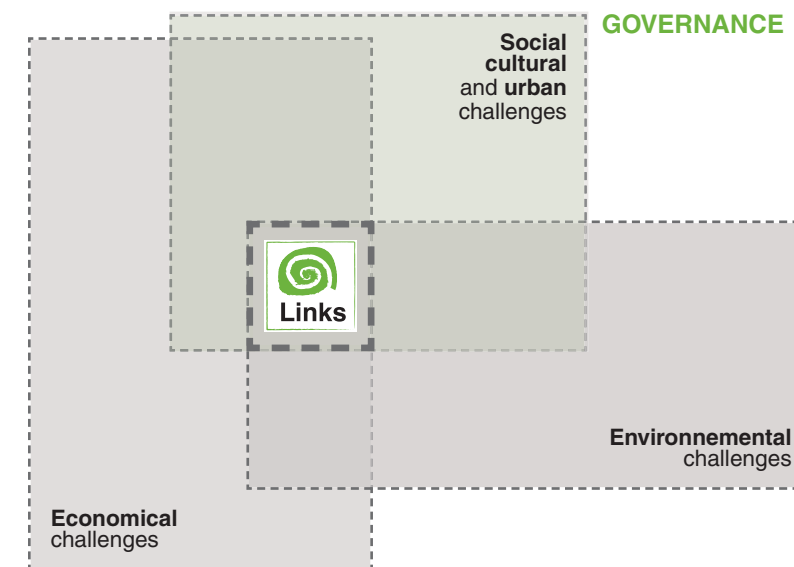 GOVERNANCE
Social
cultural
and urban
challenges
Links
Environnemental
challenges
Economical
challenges